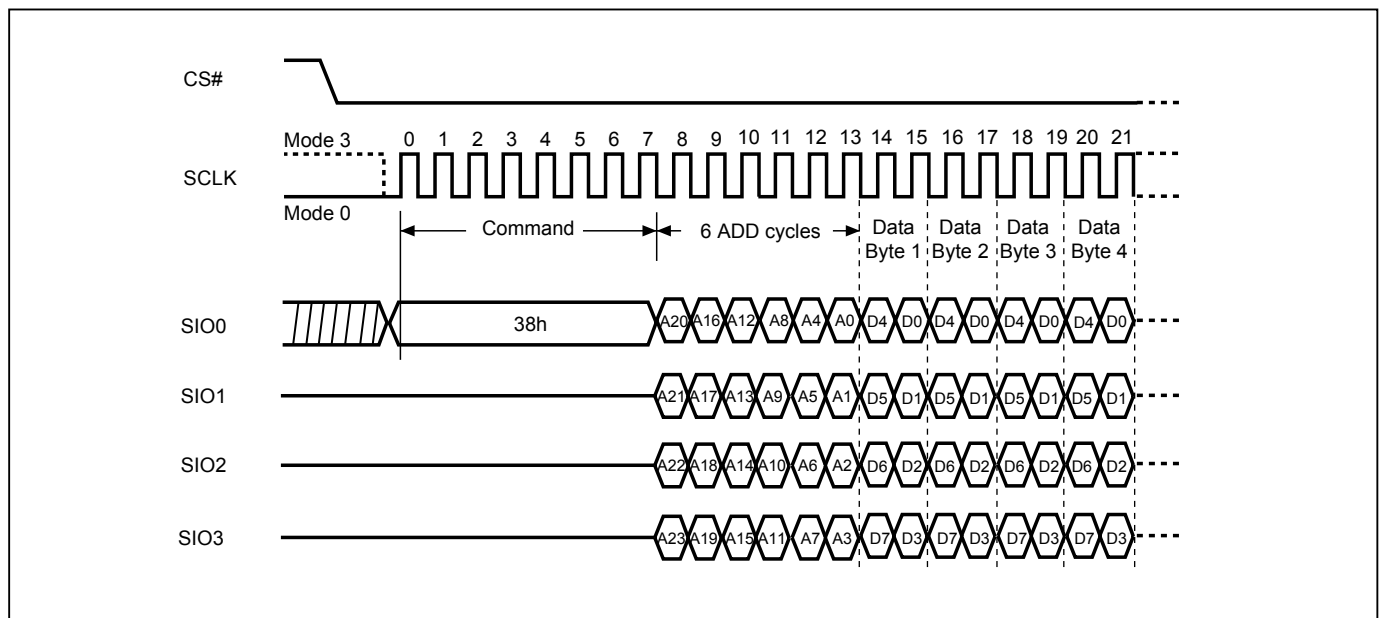 CS#
Mode 3
0 1 2 3 4 5 6 7 8 9 10 11 12 13 14 15 16 17 18 19 20 21
SCLK
Mode 0
Command
6 ADD cycles
Data Byte 1
Data Byte 2
Data Byte 3
Data Byte 4
SIO0
38h
A20 A16 A12 A8 A4 A0 D4 D0 D4 D0 D4 D0 D4 D0
SIO1
A21 A17 A13 A9 A5 A1 D5 D1 D5 D1 D5 D1 D5 D1
SIO2
A22 A18 A14 A10 A6 A2 D6 D2 D6 D2 D6 D2 D6 D2
SIO3
A23 A19 A15 A11 A7 A3 D7 D3 D7 D3 D7 D3 D7 D3